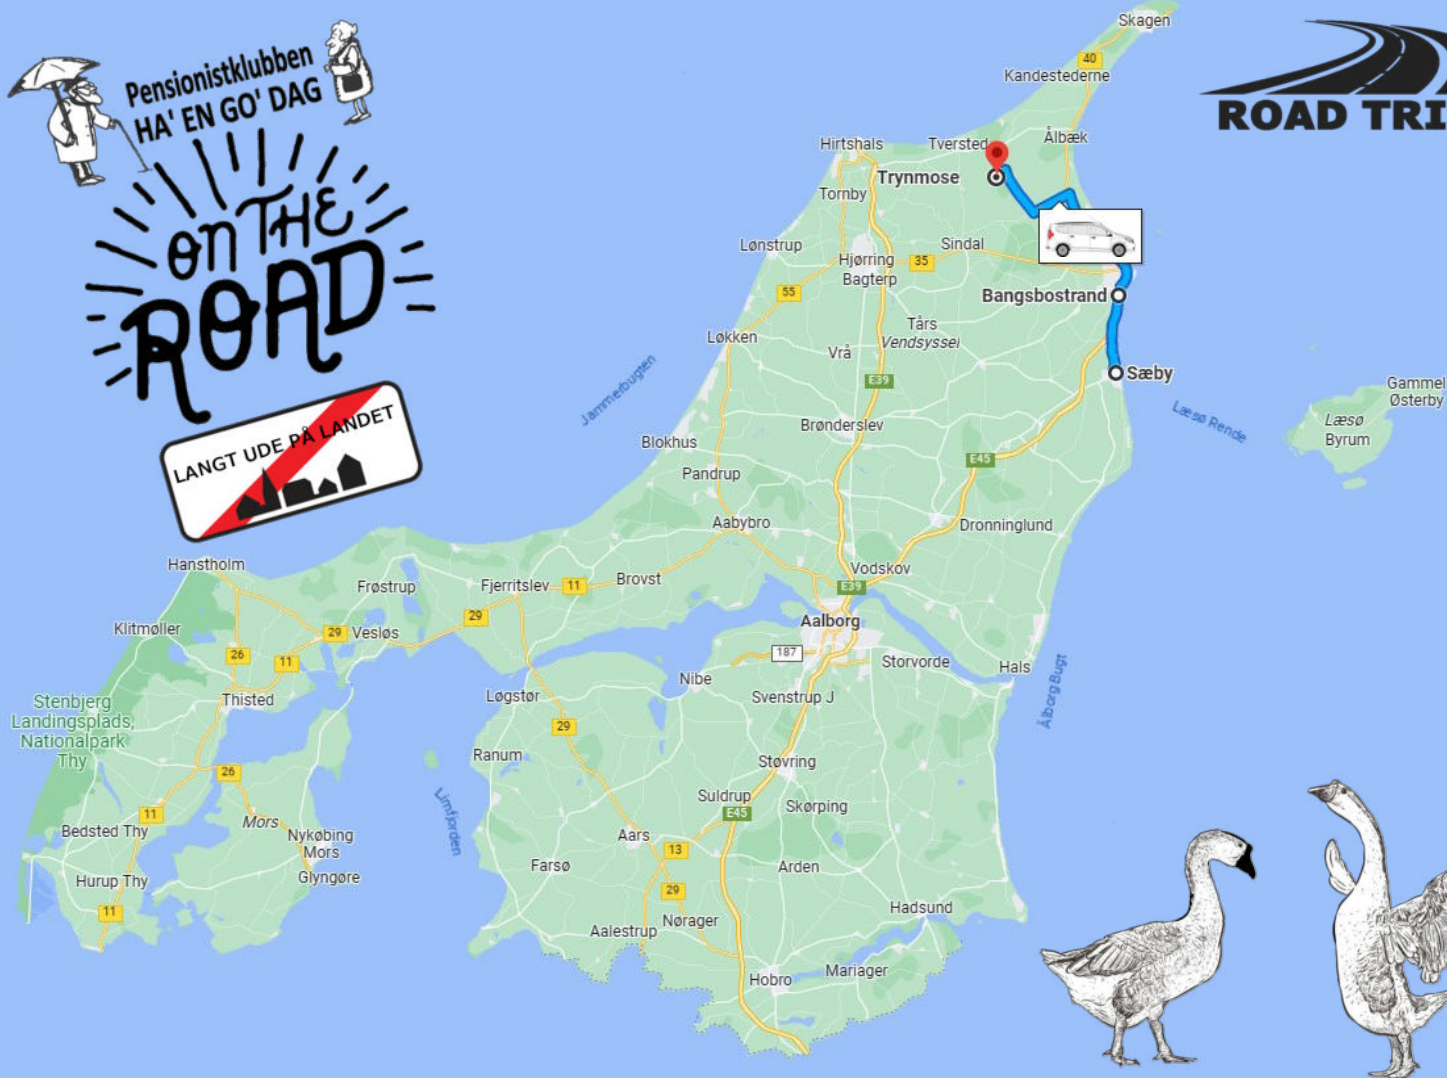 Pensionistklubben
HA' EN GO' DAG
on THE
ROAD
LANGT UDE PÅ LANDET
ROAD TRI
Skagen
40
Kandestederne
Ålbæk
Tversted
Hirtshals
Trynmose
Tornby
Lønstrup
Sindal
Hjørring
35
Bagterp
55
Bangsbostrand
Tårs
Vendsyssel
Løkken
Vrå
Jammerbugten
E39
Sæby
Gammel
Østerby
Læsø Rende
Læsø
Byrum
Brønderslev
Blokhus
E45
Pandrup
Aabybro
Dronninglund
Hanstholm
Vodskov
Frøstrup
Fjerritslev
11
Brovst
E39
29
Aalborg
Klitmøller
29
Vesløs
26
11
187
Storvorde
Hals
Nibe
Stenbjerg
Landingsplads,
Nationalpark
Thy
Thisted
Løgstør
Svenstrup J
Ålborg Bugt
29
Ranum
Støvring
26
Limfjorden
Suldrup
Skørping
11
E45
Bedsted Thy
Mors
Nykøbing
Mors
Aars
13
Glyngøre
Farsø
Arden
Hurup Thy
29
11
Hadsund
Nørager
Aalestrup
Mariager
Hobro